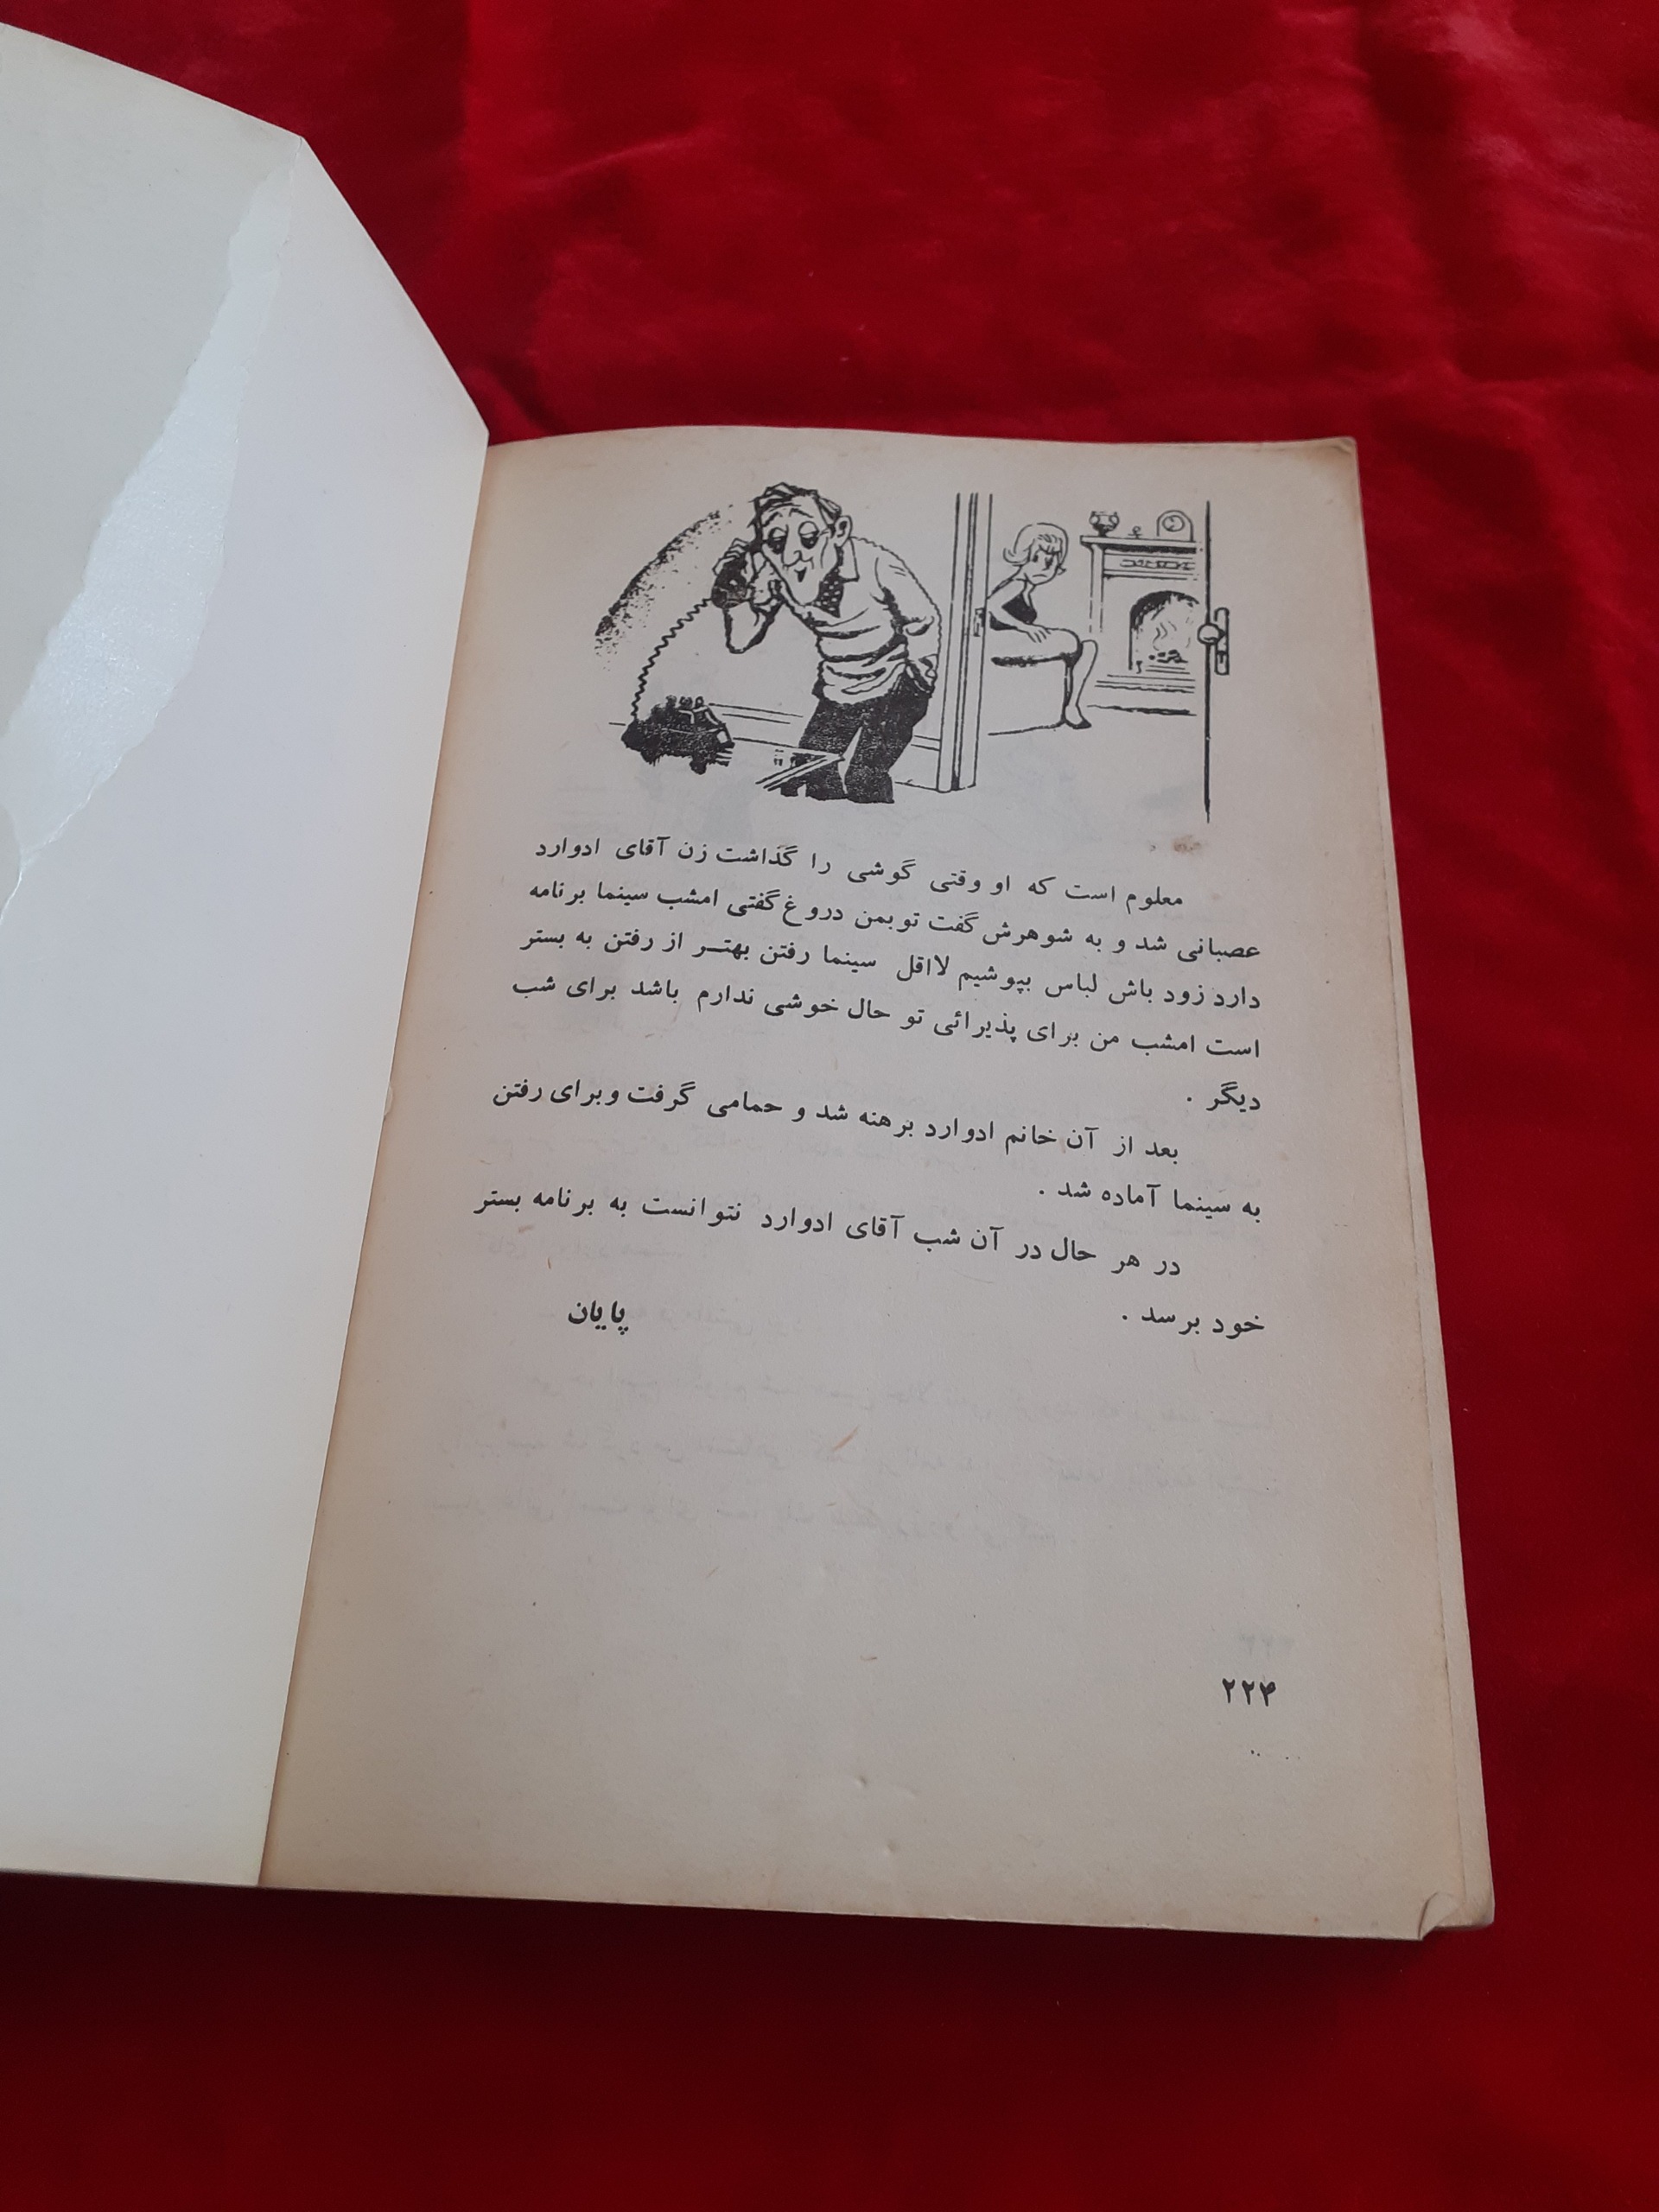 معلوم است که او وقتی گوشی را گذاشت زن آقای ادوارد
عصبانی شد و به شوهرش گفت توبمن دروغ گفتی امشب سینما برنامه
دارد زود باش لباس بپوشیم لااقل سینما رفتن بهتــر از رفتن به بستر
است امشب من برای پذیرائی تو حال خوشی ندارم باشد برای شب
دیگر .
بعد از آن خانم ادوارد برهنه شد و حمامی گرفت وبرای رفتن
به سینما آماده شد .
در هر حال در آن شب آقای ادوارد نتوانست به برنامه بستر
خود برسد .
پایان
۲۲۴